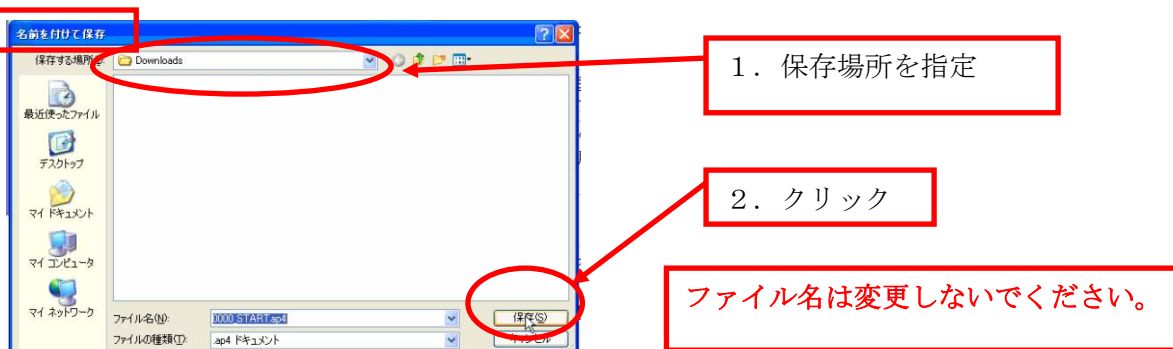 名前を付けて保存
保存する場所(I):
Downloads
1．保存場所を指定
最近使ったファイル
デスクトップ
2．クリック
マイ ドキュメント
マイ コンピュータ
ファイル名は変更しないでください。
マイ ネットワーク
ファイル名(N):
0000 START.ap4
保存(S)
ファイルの種類(T):
.ap4 ドキュメント
キャンセル